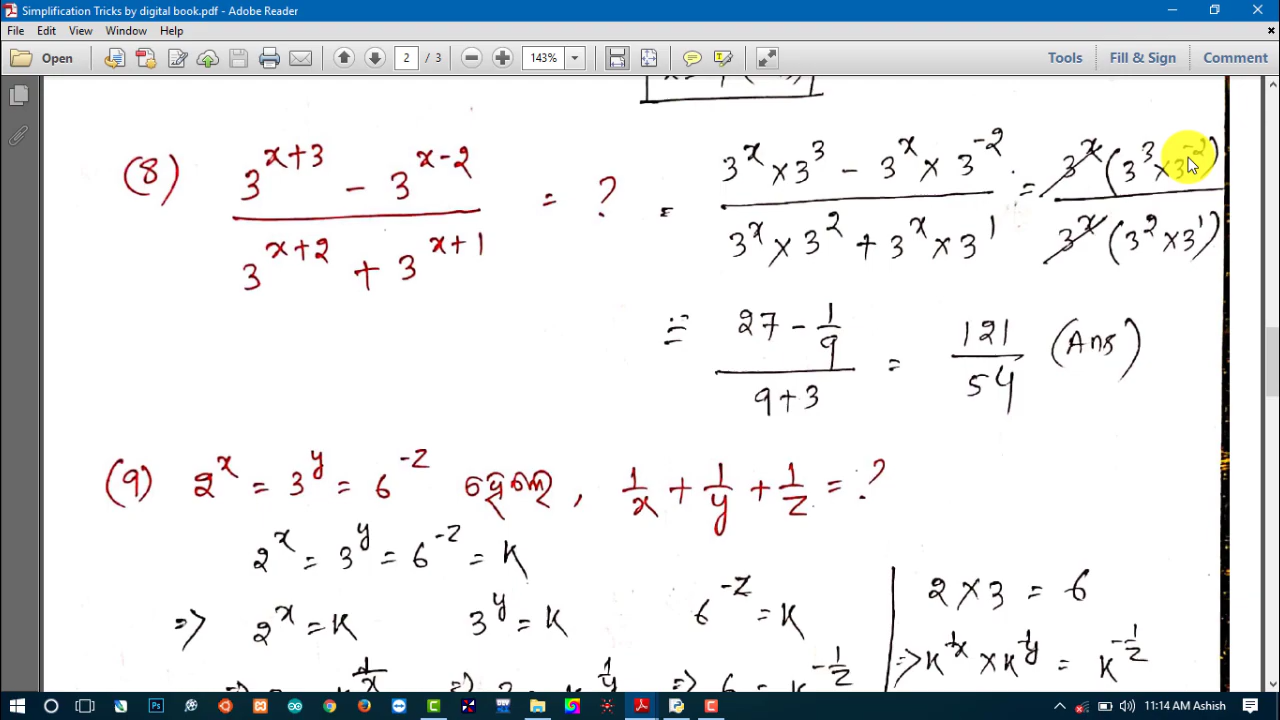 Simplification Tricks by digital book.pdf - Adobe Reader
File Edit View Window Help
Open 2 / 3 143% Tools Fill & Sign Comment
(8) 3^(x+3) - 3^(x-2) / 3^(x+2) + 3^(x+1) = ? = 3^x × 3^3 - 3^x × 3^-2 / 3^x × 3^2 + 3^x × 3^1 = 3^x (3^3 × 3^-2) / 3^x (3^2 × 3^1)
= 27 - 1/9 / 9+3 = 121/54 (Ans)
(9) 2^x = 3^y = 6^-z ହେଲେ, 1/x + 1/y + 1/z = ?
2^x = 3^y = 6^-z = K
⇒ 2^x = K 3^y = K 6^-z = K
2 × 3 = 6
⇒ K^1/x × K^1/y = K^-1/z
11:14 AM Ashish